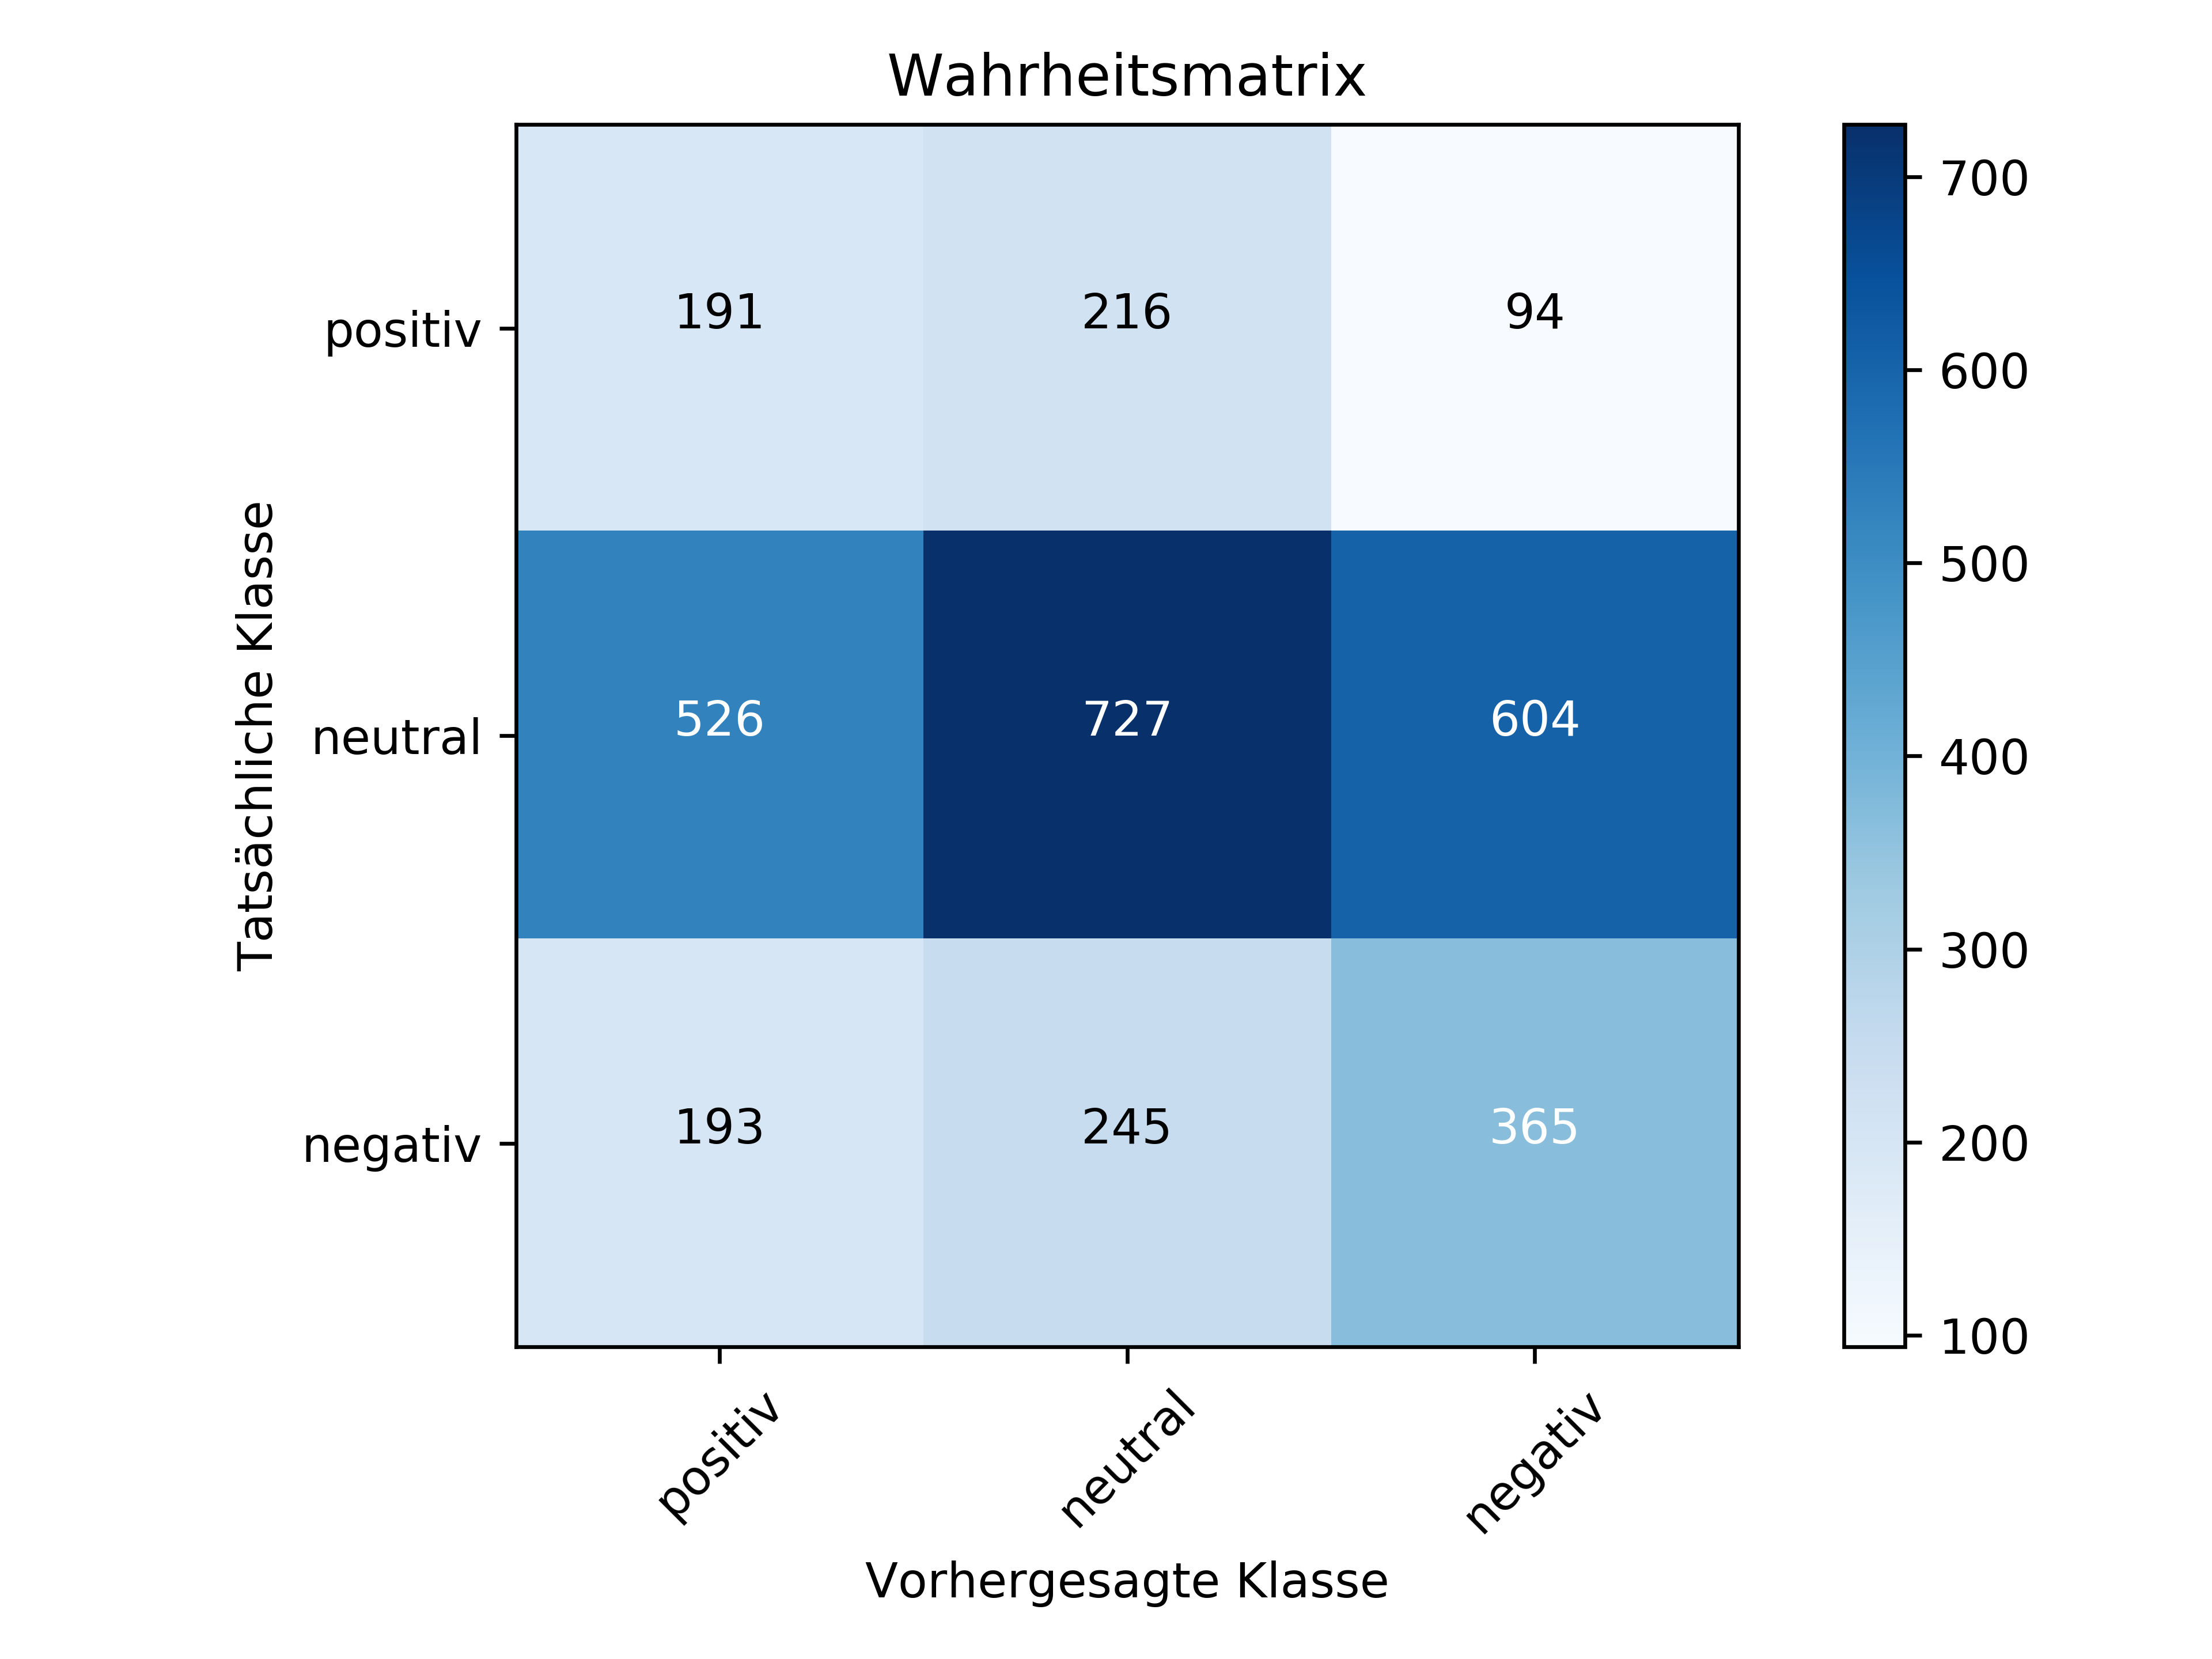 Wahrheitsmatrix
Tatsächliche Klasse
positiv
191 216 94
neutral
526 727 604
negativ
193 245 365
positiv neutral negativ
Vorhergesagte Klasse
700
600
500
400
300
200
100